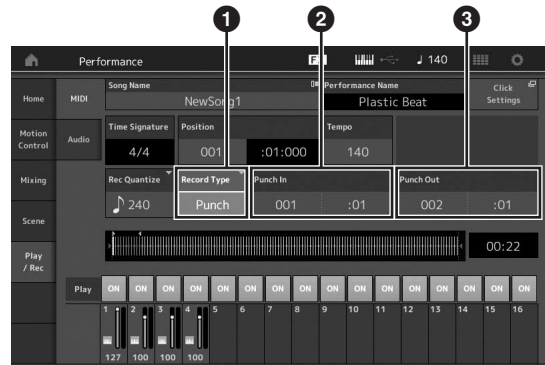 1 2 3
Performance FX ♩ 140
Home MIDI Song Name NewSong1 Performance Name Plastic Beat Click Settings
Motion Control Audio Time Signature 4/4 Position 001 :01:000 Tempo 140
Mixing Rec Quantize ♪ 240 Record Type Punch Punch In 001 :01 Punch Out 002 :01
Scene
Play / Rec 00:22
Play ON ON ON ON ON ON ON ON ON ON ON ON ON ON ON ON
1 2 3 4 5 6 7 8 9 10 11 12 13 14 15 16
127 100 100 100